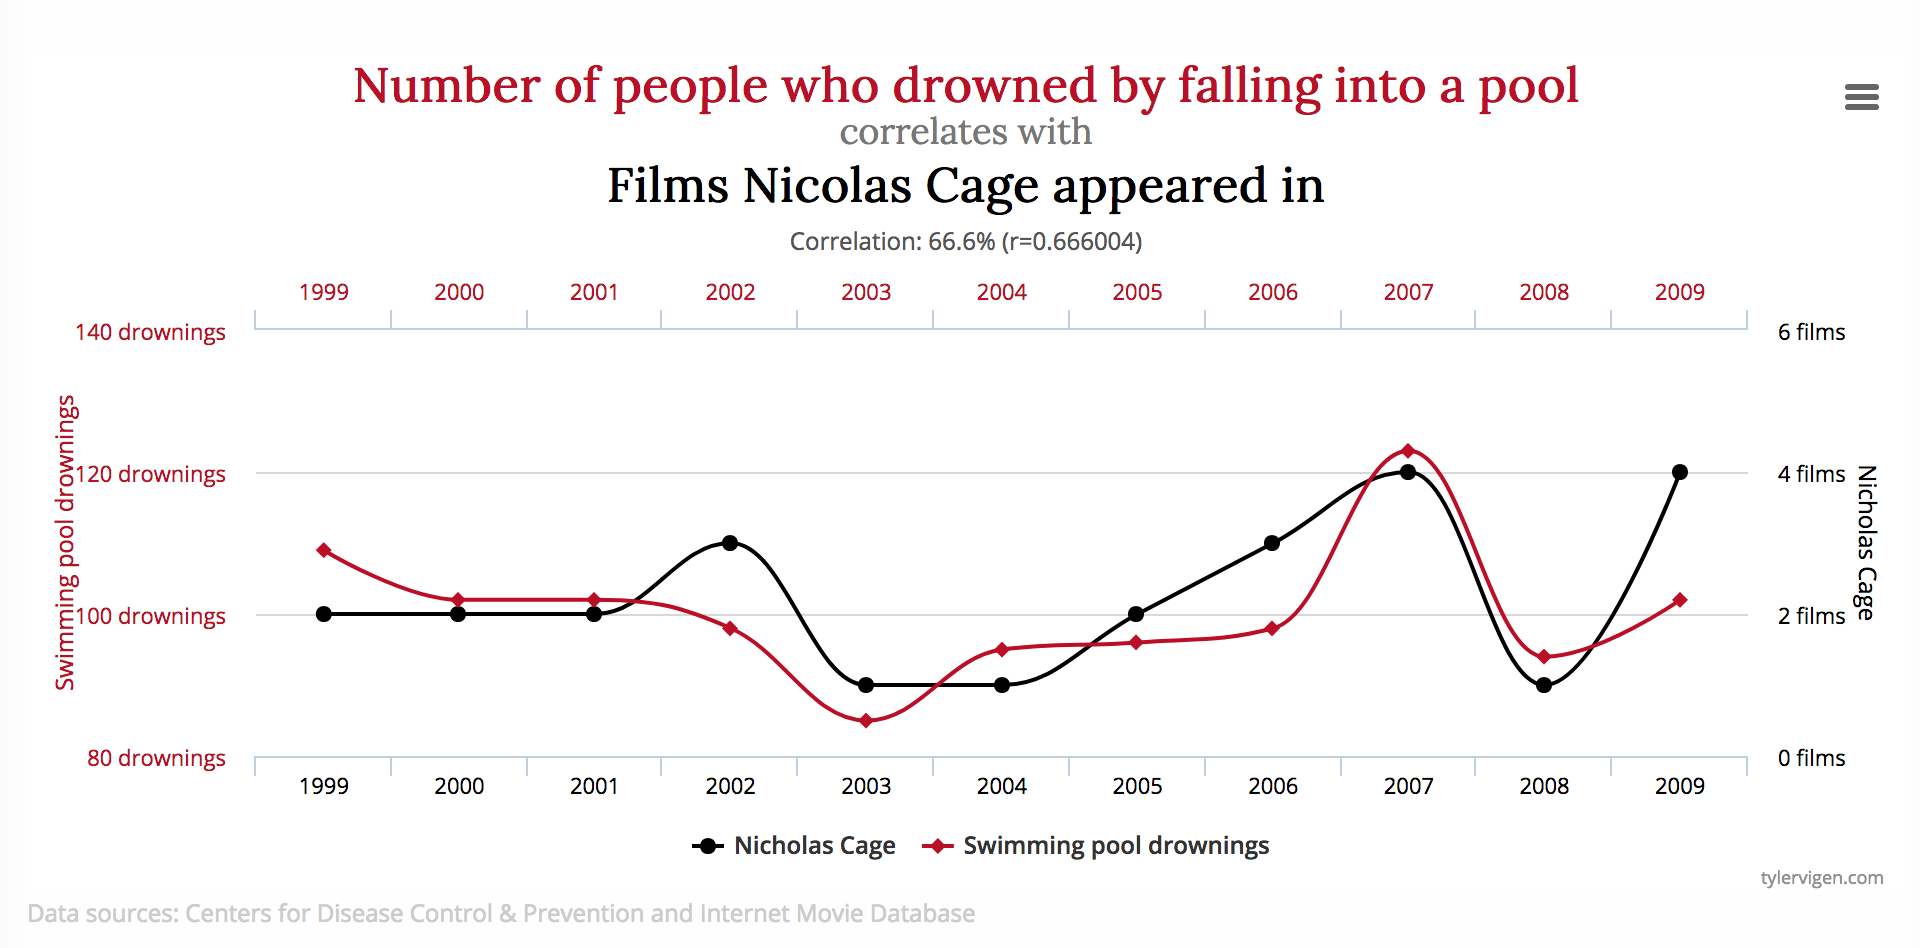 Number of people who drowned by falling into a pool
correlates with
Films Nicolas Cage appeared in
Correlation: 66.6% (r=0.666004)
1999 2000 2001 2002 2003 2004 2005 2006 2007 2008 2009
140 drownings 6 films
Swimming pool drownings
120 drownings 4 films
Nicholas Cage
100 drownings 2 films
80 drownings 0 films
1999 2000 2001 2002 2003 2004 2005 2006 2007 2008 2009
Nicholas Cage Swimming pool drownings
tylervigen.com
Data sources: Centers for Disease Control & Prevention and Internet Movie Database